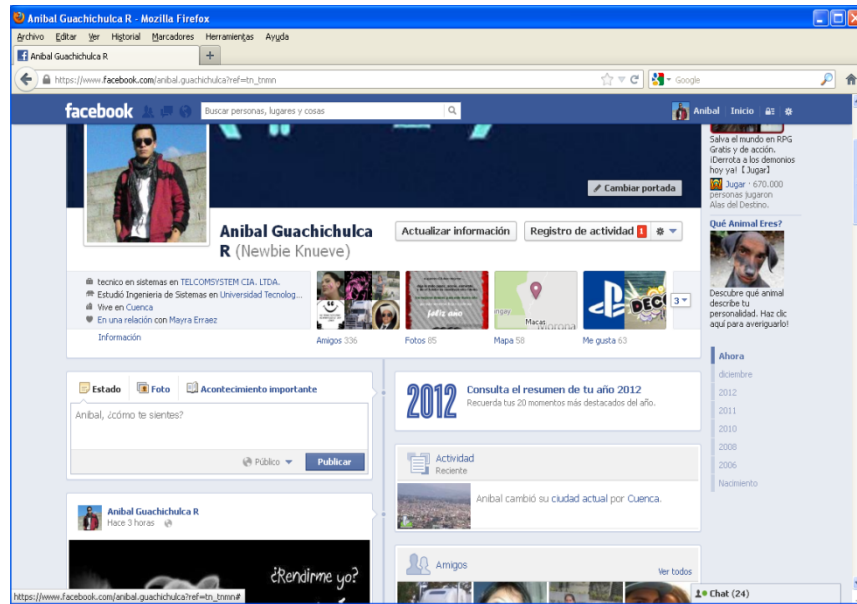 Anibal Guachichulca R - Mozilla Firefox
Archivo Editar Ver Historial Marcadores Herramientas Ayuda
Anibal Guachichulca R
https://www.facebook.com/anibal.guachichulca?ref=tn_tnmn
Google
facebook
Buscar personas, lugares y cosas
Anibal Inicio
Cambiar portada
Anibal Guachichulca
R (Newbie Knueve)
Actualizar información
Registro de actividad 1
tecnico en sistemas en TELCOMSYSTEM CIA. LTDA.
Estudió Ingenieria de Sistemas en Universidad Tecnolog...
Vive en Cuenca
En una relación con Mayra Erraez
Información
feliz año
Macas
DECO
3
Amigos 336
Fotos 85
Mapa 58
Me gusta 63
Salva el mundo en RPG
Gratis y de acción.
¡Derrota a los demonios
hoy ya!【Jugar】
Jugar · 670.000
personas jugaron
Alas del Destino.
Qué Animal Eres?
Descubre qué animal
describe tu
personalidad. Haz clic
aquí para averiguarlo!
Ahora
diciembre
2012
2011
2010
2008
2006
Nacimiento
Estado Foto Acontecimiento importante
Anibal, ¿cómo te sientes?
Público
Publicar
2012
Consulta el resumen de tu año 2012
Recuerda tus 20 momentos más destacados del año.
Actividad
Reciente
Anibal cambió su ciudad actual por Cuenca.
Anibal Guachichulca R
Hace 3 horas
¿Rendirme yo?
Amigos
Ver todos
https://www.facebook.com/anibal.guachichulca?ref=tn_tnmn#
Chat (24)